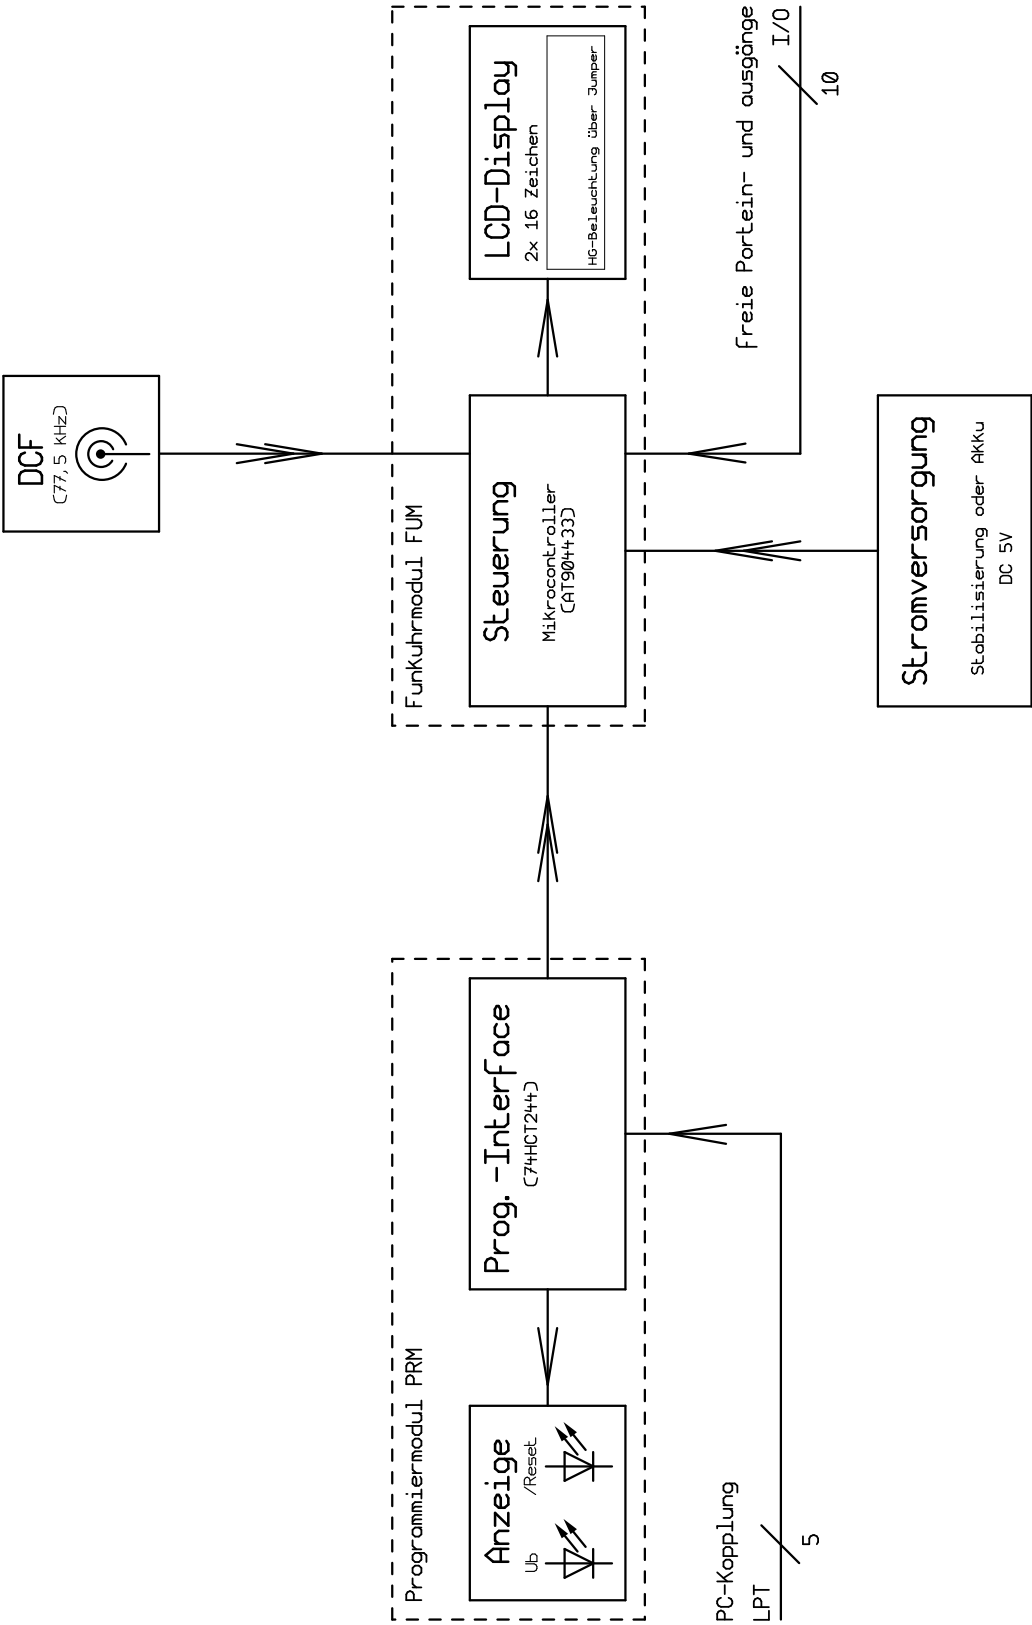 DCF
(77,5 KHz)
Programmiermodul PRM
Funkuhrmodul FUM
Anzeige
Ub
/Reset
Prog.-Interface
(74HCT244)
Steuerung
Mikrocontroller
(AT904433)
LCD-Display
2x 16 Zeichen
HG-Beleuchtung über Jumper
PC-Kopplung
LPT
5
freie Portein- und ausgänge
I/O
10
Stromversorgung
Stabilisierung oder Akku
DC 5V